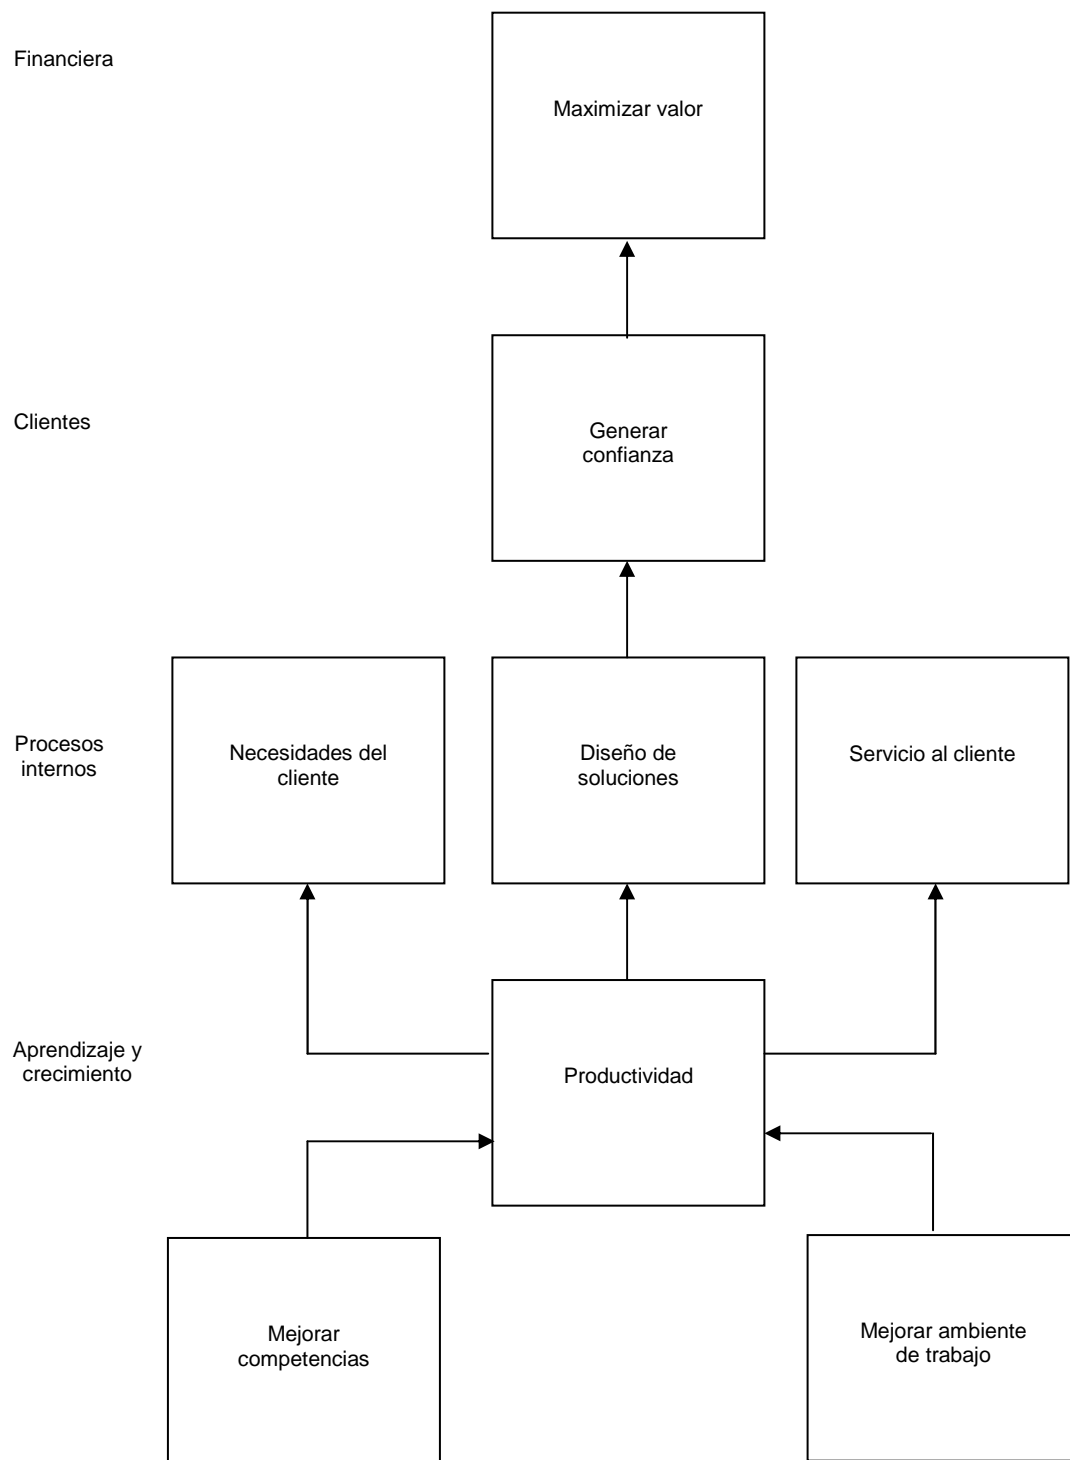 Financiera
Maximizar valor
Clientes
Generar
confianza
Procesos
internos
Necesidades del
cliente
Diseño de
soluciones
Servicio al cliente
Aprendizaje y
crecimiento
Productividad
Mejorar
competencias
Mejorar ambiente
de trabajo